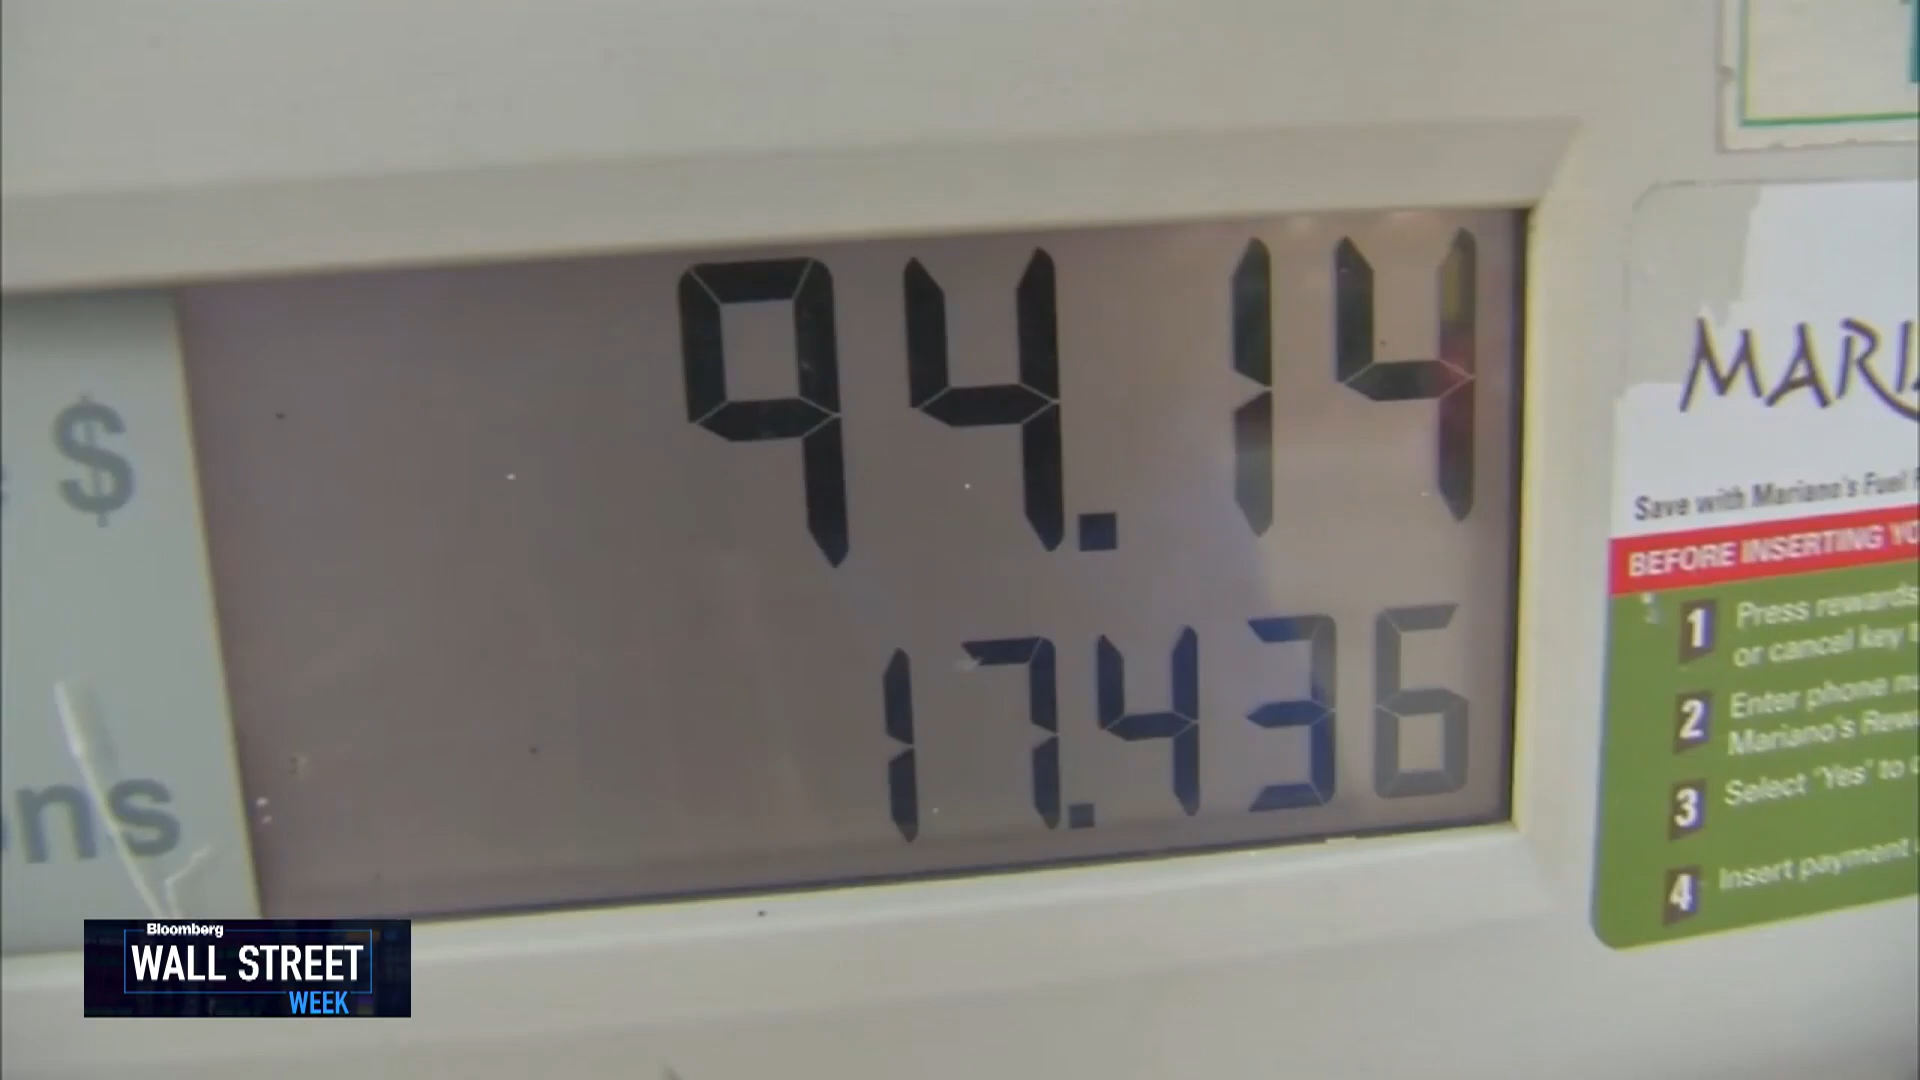 $ 94.14
ns 17.436
MARI
Save with Mariano's Fuel
BEFORE INSERTING YO
1 Press rewards
or cancel key
2 Enter phone nu
Mariano's Rew
3 Select "Yes" to
4 Insert payment
Bloomberg
WALL STREET
WEEK